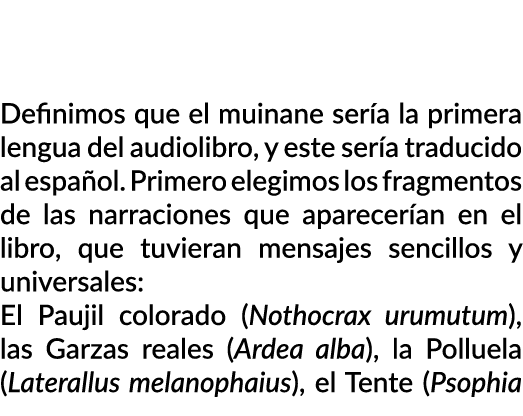 Definimos que el muinane sería la primera
lengua del audiolibro, y este sería traducido
al español. Primero elegimos los fragmentos
de las narraciones que aparecerían en el
libro, que tuvieran mensajes sencillos y
universales:
El Paujil colorado (Nothocrax urumutum),
las Garzas reales (Ardea alba), la Polluela
(Laterallus melanophaius), el Tente (Psophia